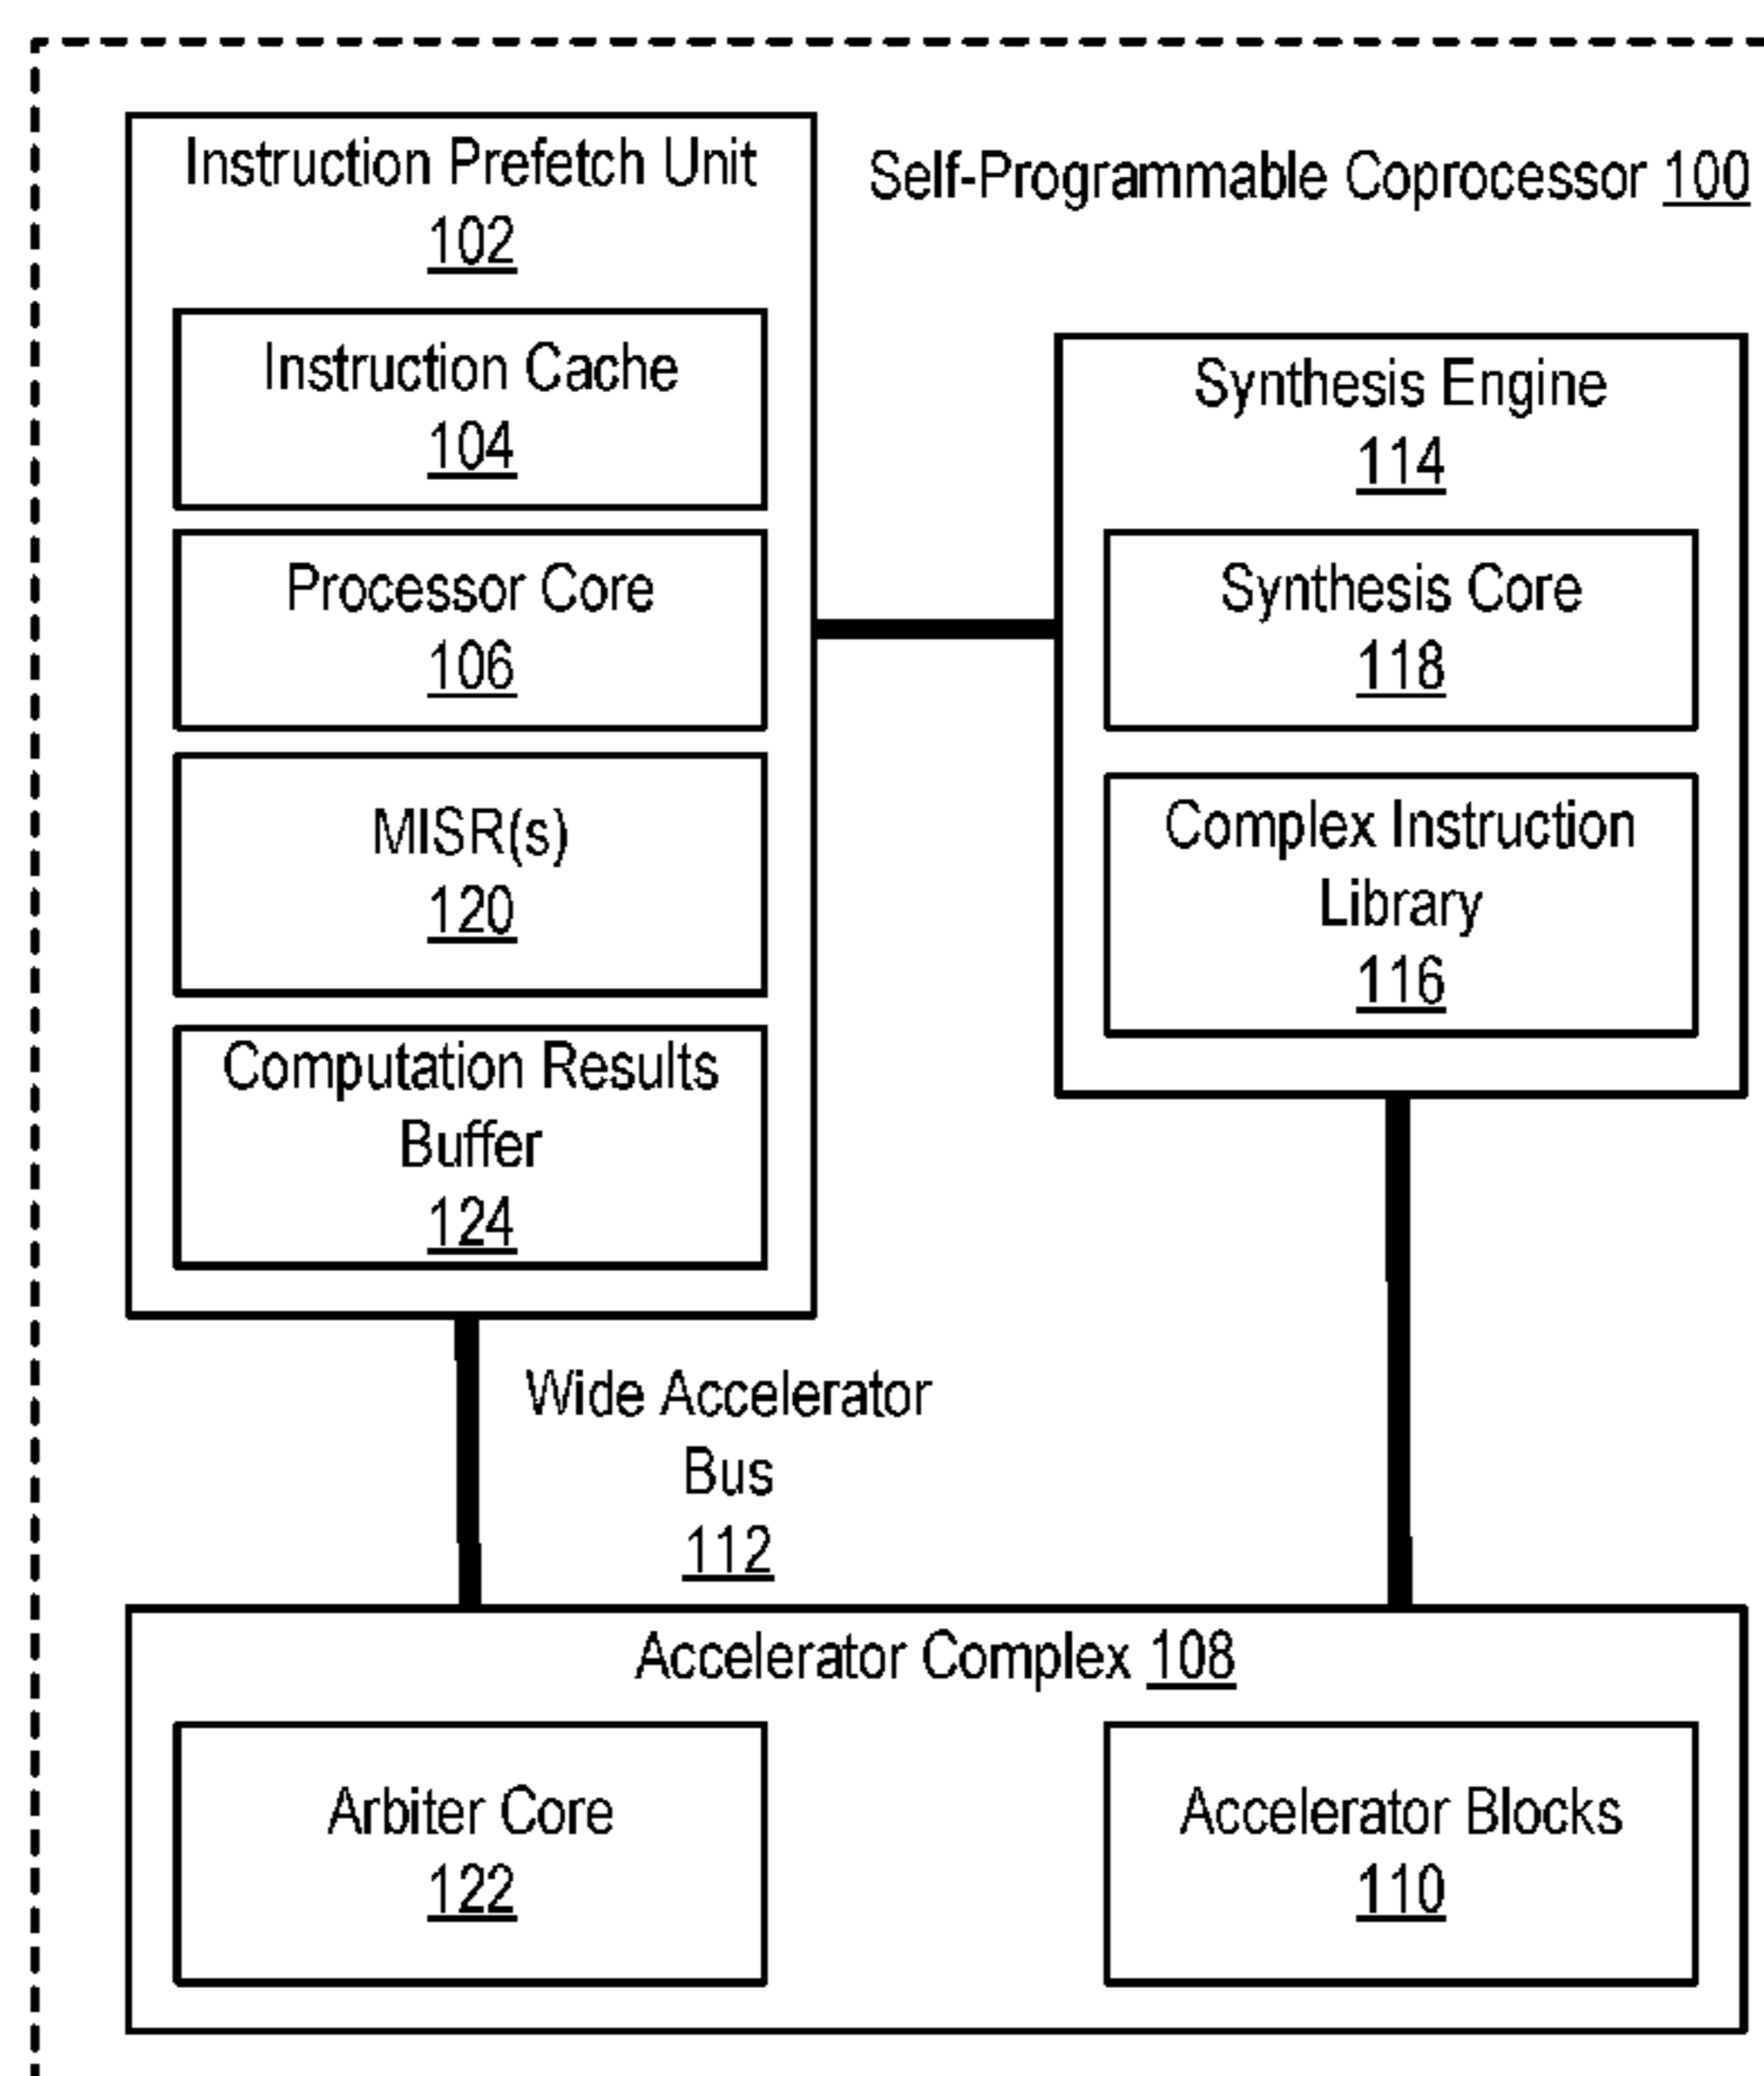 Instruction Prefetch Unit
102
Self-Programmable Coprocessor 100
Instruction Cache
104
Processor Core
106
MISR(s)
120
Computation Results
Buffer
124
Synthesis Engine
114
Synthesis Core
118
Complex Instruction
Library
116
Wide Accelerator
Bus
112
Accelerator Complex 108
Arbiter Core
122
Accelerator Blocks
110